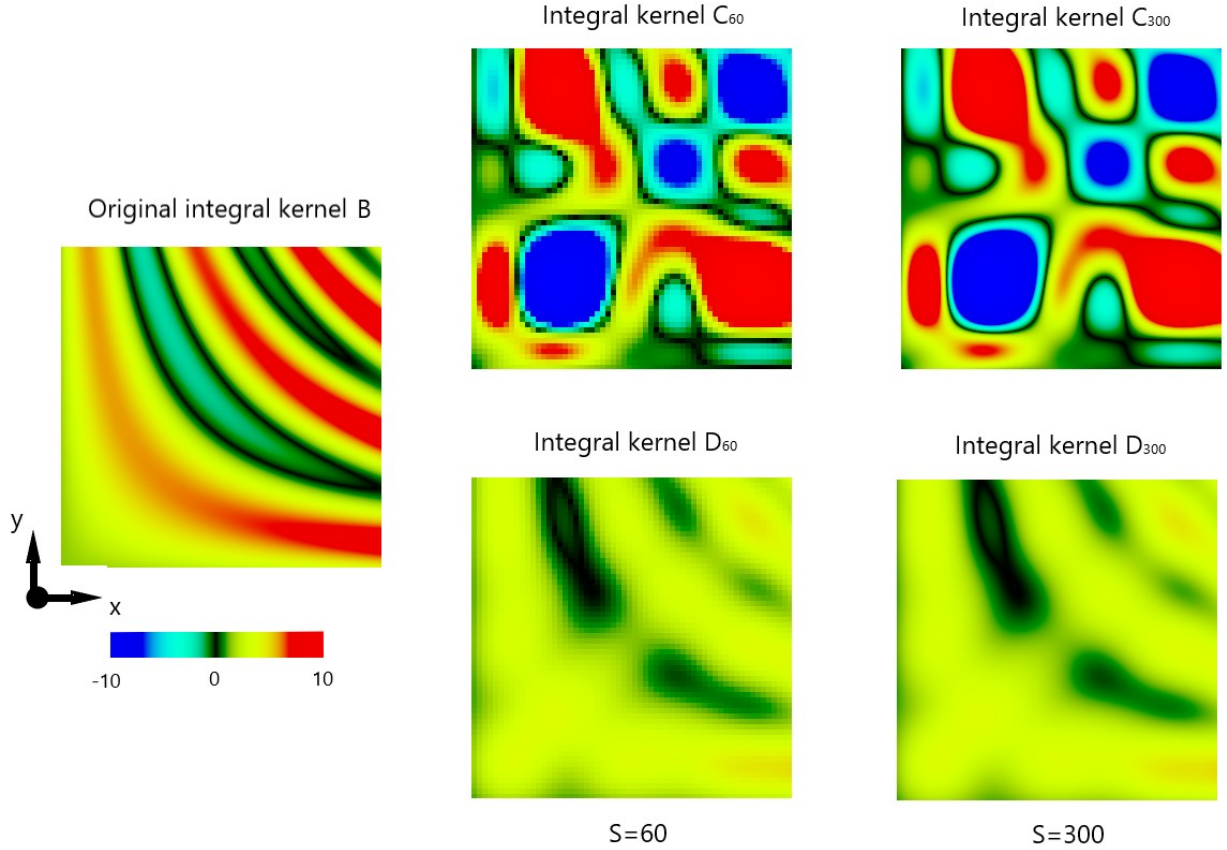 Integral kernel C₆₀
Integral kernel C₃₀₀
Original integral kernel B
Integral kernel D₆₀
Integral kernel D₃₀₀
y
x
-10 0 10
S=60
S=300